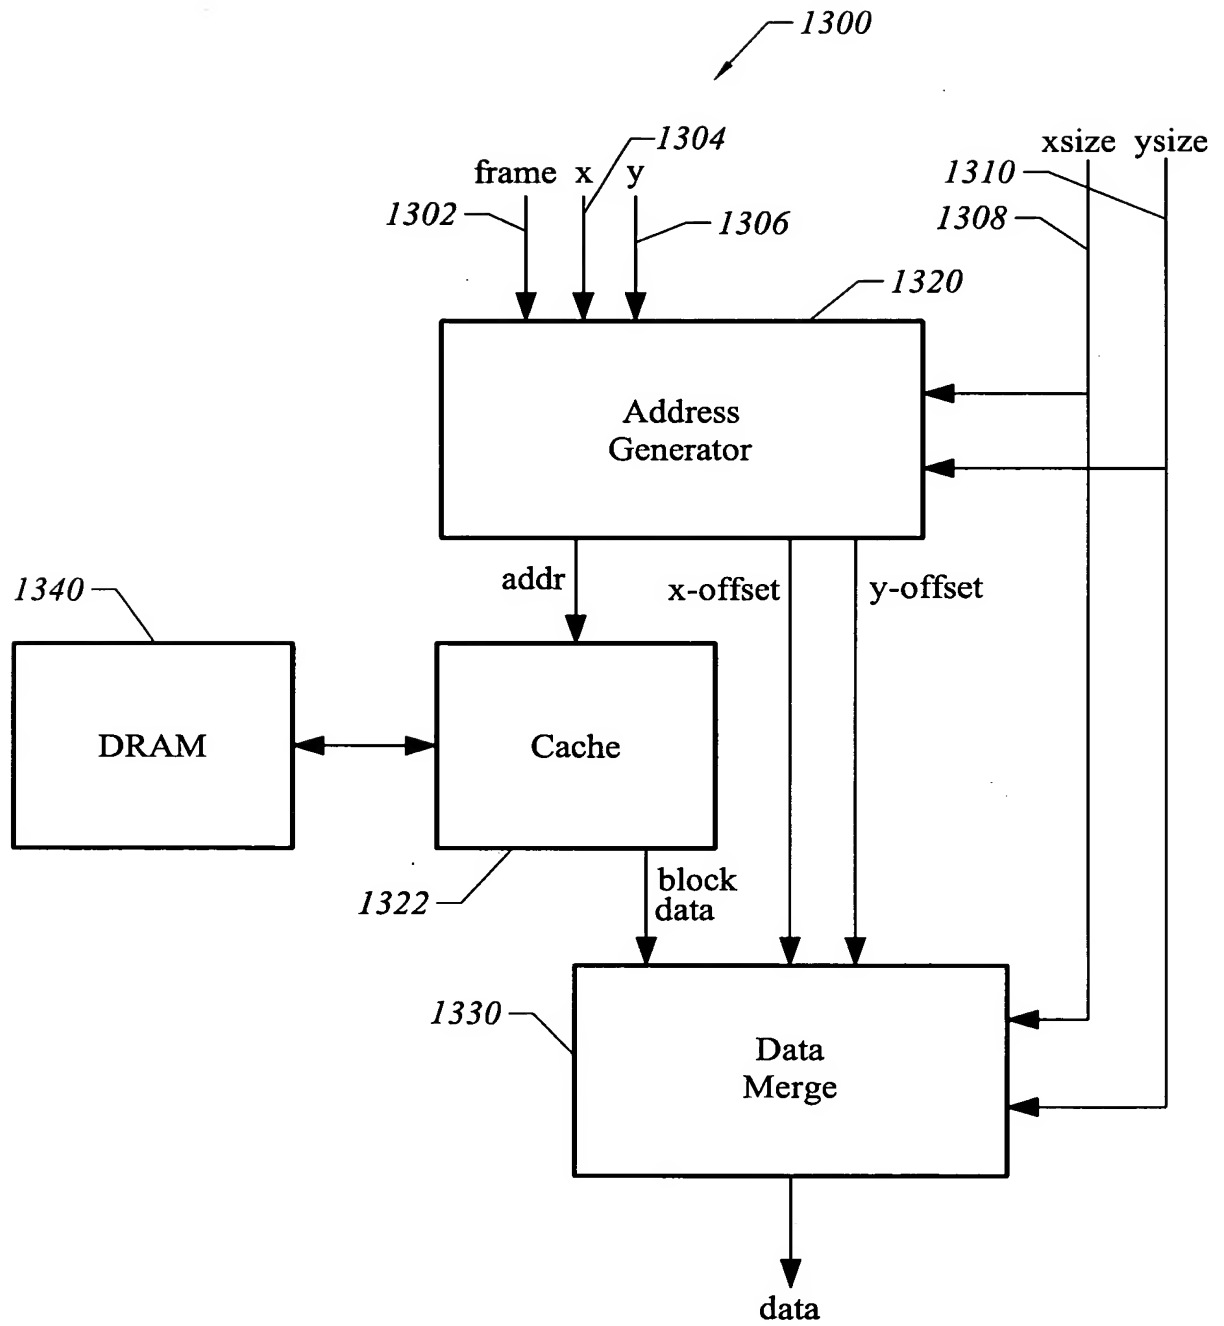 1300
1304
xsize ysize
frame x y
1310
1302
1306
1308
1320
Address
Generator
addr
x-offset
y-offset
1340
DRAM
Cache
block
data
1322
1330
Data
Merge
data